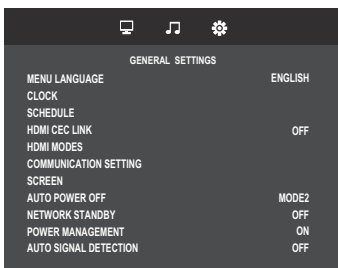 GENERAL SETTINGS
MENU LANGUAGE ENGLISH
CLOCK
SCHEDULE
HDMI CEC LINK OFF
HDMI MODES
COMMUNICATION SETTING
SCREEN
AUTO POWER OFF MODE2
NETWORK STANDBY OFF
POWER MANAGEMENT ON
AUTO SIGNAL DETECTION OFF